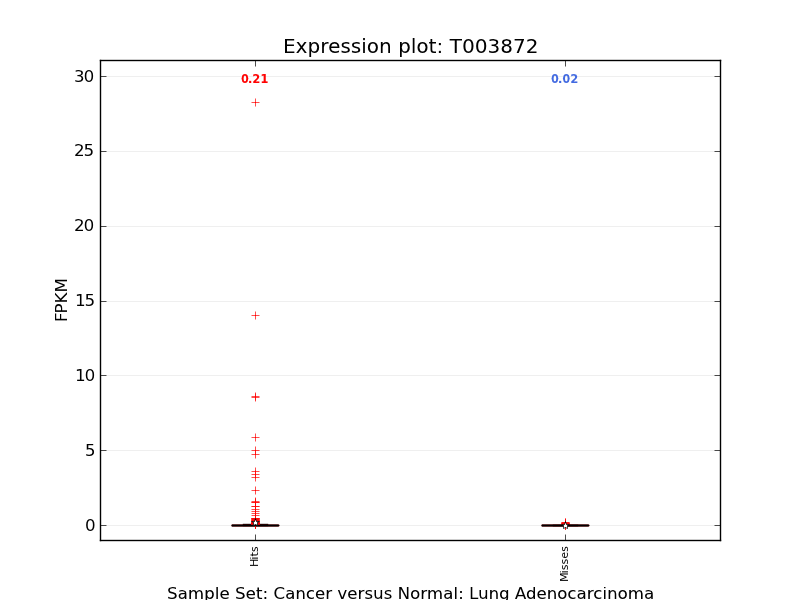 Expression plot: T003872
30
0.21
0.02
25
20
15
10
5
0
FPKM
Hits
Misses
Sample Set: Cancer versus Normal: Lung Adenocarcinoma